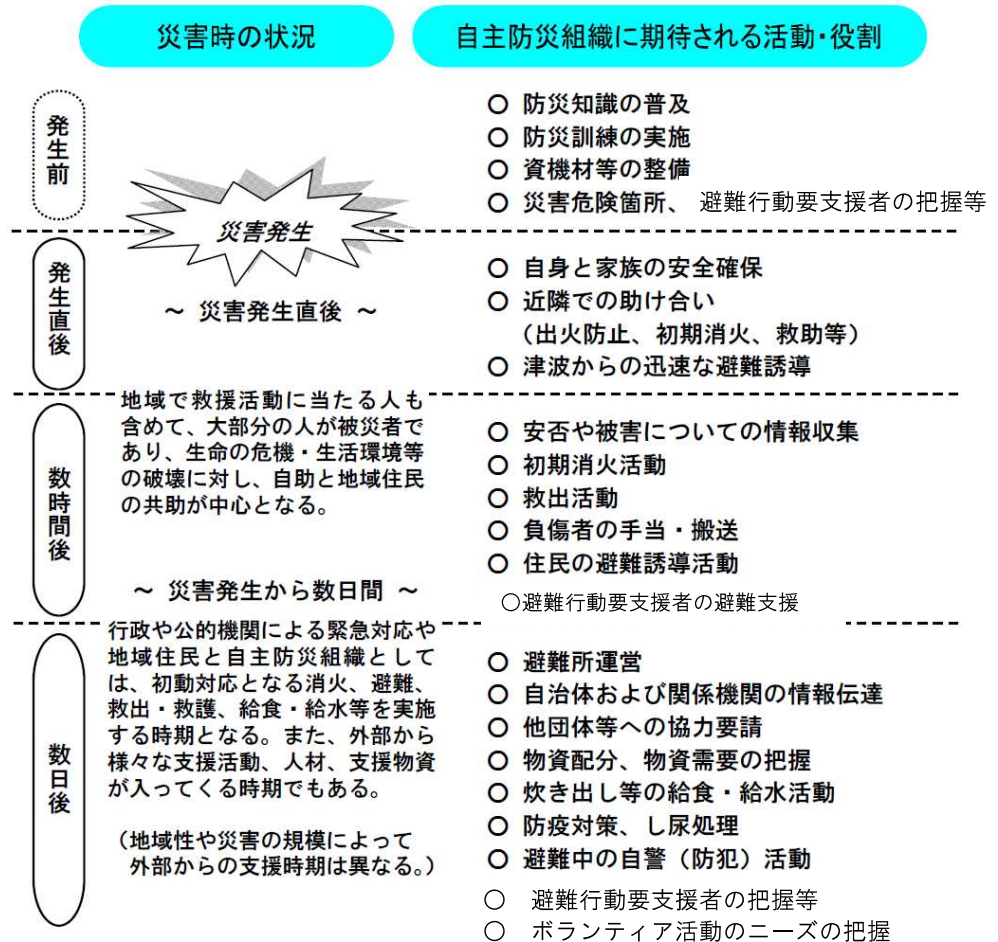 災害時の状況
自主防災組織に期待される活動・役割
発生前
災害発生
○ 防災知識の普及
○ 防災訓練の実施
○ 資機材等の整備
○ 災害危険箇所、 避難行動要支援者の把握等
発生直後
～ 災害発生直後 ～
○ 自身と家族の安全確保
○ 近隣での助け合い
（出火防止、初期消火、救助等）
○ 津波からの迅速な避難誘導
数時間後
地域で救援活動に当たる人も
含めて、大部分の人が被災者で
あり、生命の危機・生活環境等
の破壊に対し、自助と地域住民
の共助が中心となる。
～ 災害発生から数日間 ～
○ 安否や被害についての情報収集
○ 初期消火活動
○ 救出活動
○ 負傷者の手当・搬送
○ 住民の避難誘導活動
○避難行動要支援者の避難支援
数日後
行政や公的機関による緊急対応や
地域住民と自主防災組織として
は、初動対応となる消火、避難、
救出・救護、給食・給水等を実施
する時期となる。また、外部から
様々な支援活動、人材、支援物資
が入ってくる時期でもある。
（地域性や災害の規模によって
外部からの支援時期は異なる。）
○ 避難所運営
○ 自治体および関係機関の情報伝達
○ 他団体等への協力要請
○ 物資配分、物資需要の把握
○ 炊き出し等の給食・給水活動
○ 防疫対策、し尿処理
○ 避難中の自警（防犯）活動
○ 避難行動要支援者の把握等
○ ボランティア活動のニーズの把握